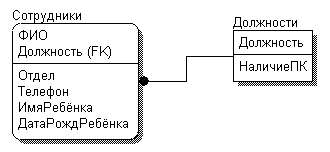 Сотрудники
ФИО
Должность (FK)
Отдел
Телефон
ИмяРебёнка
ДатаРождРебёнка
Должности
Должность
НаличиеПК